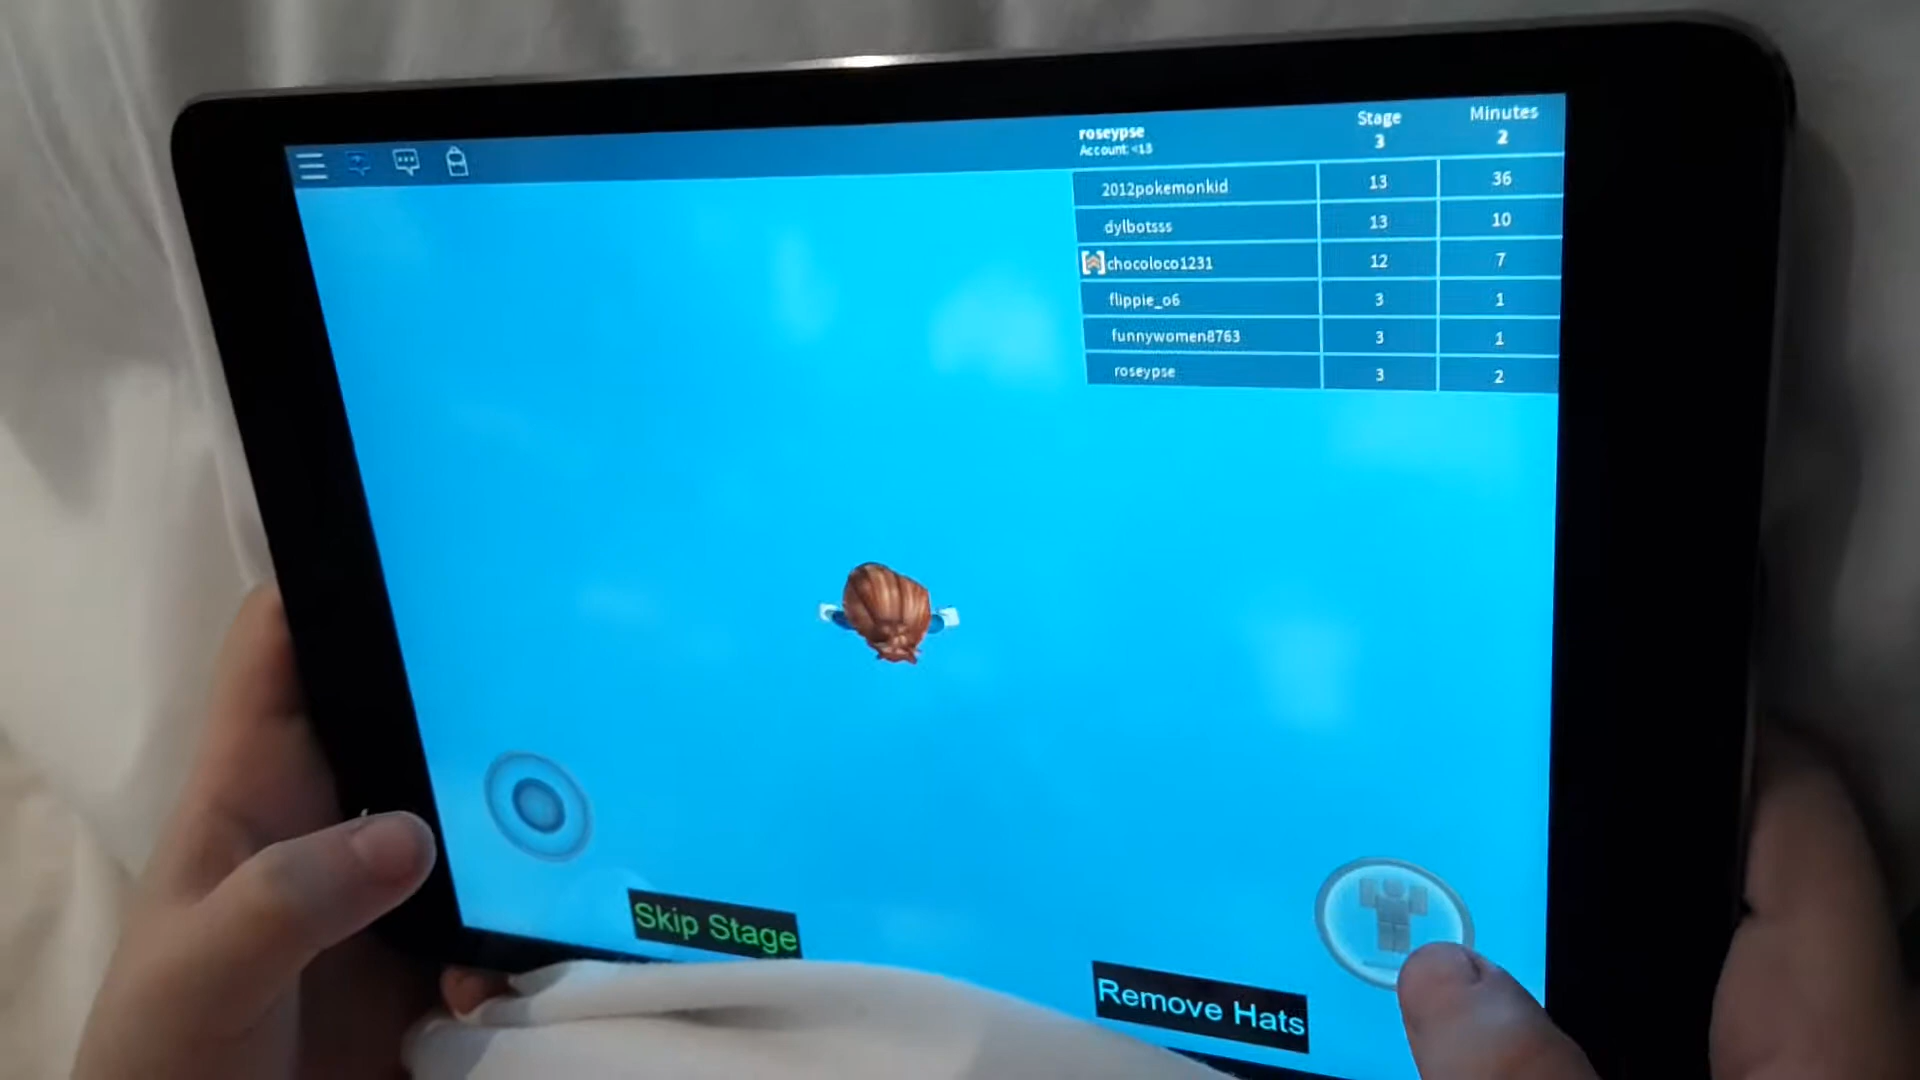 roseypse Stage Minutes
Account: <13 3 2
2012pokemonkid 13 36
dylbotsss 13 10
chocoloco1231 12 7
flippie_o6 3 1
funnywomen8763 3 1
roseypse 3 2
Skip Stage
Remove Hats